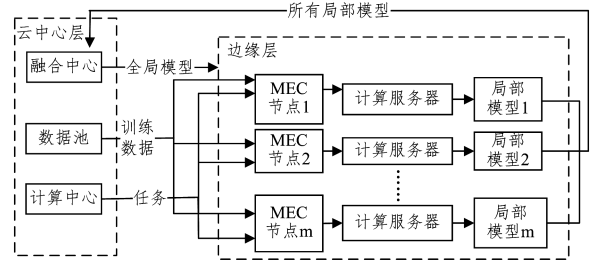 所有局部模型
云中心层
融合中心
全局模型
边缘层
数据池
训练
数据
计算中心
任务
MEC
节点1
计算服务器
局部
模型1
MEC
节点2
计算服务器
局部
模型2
MEC
节点m
计算服务器
局部
模型m